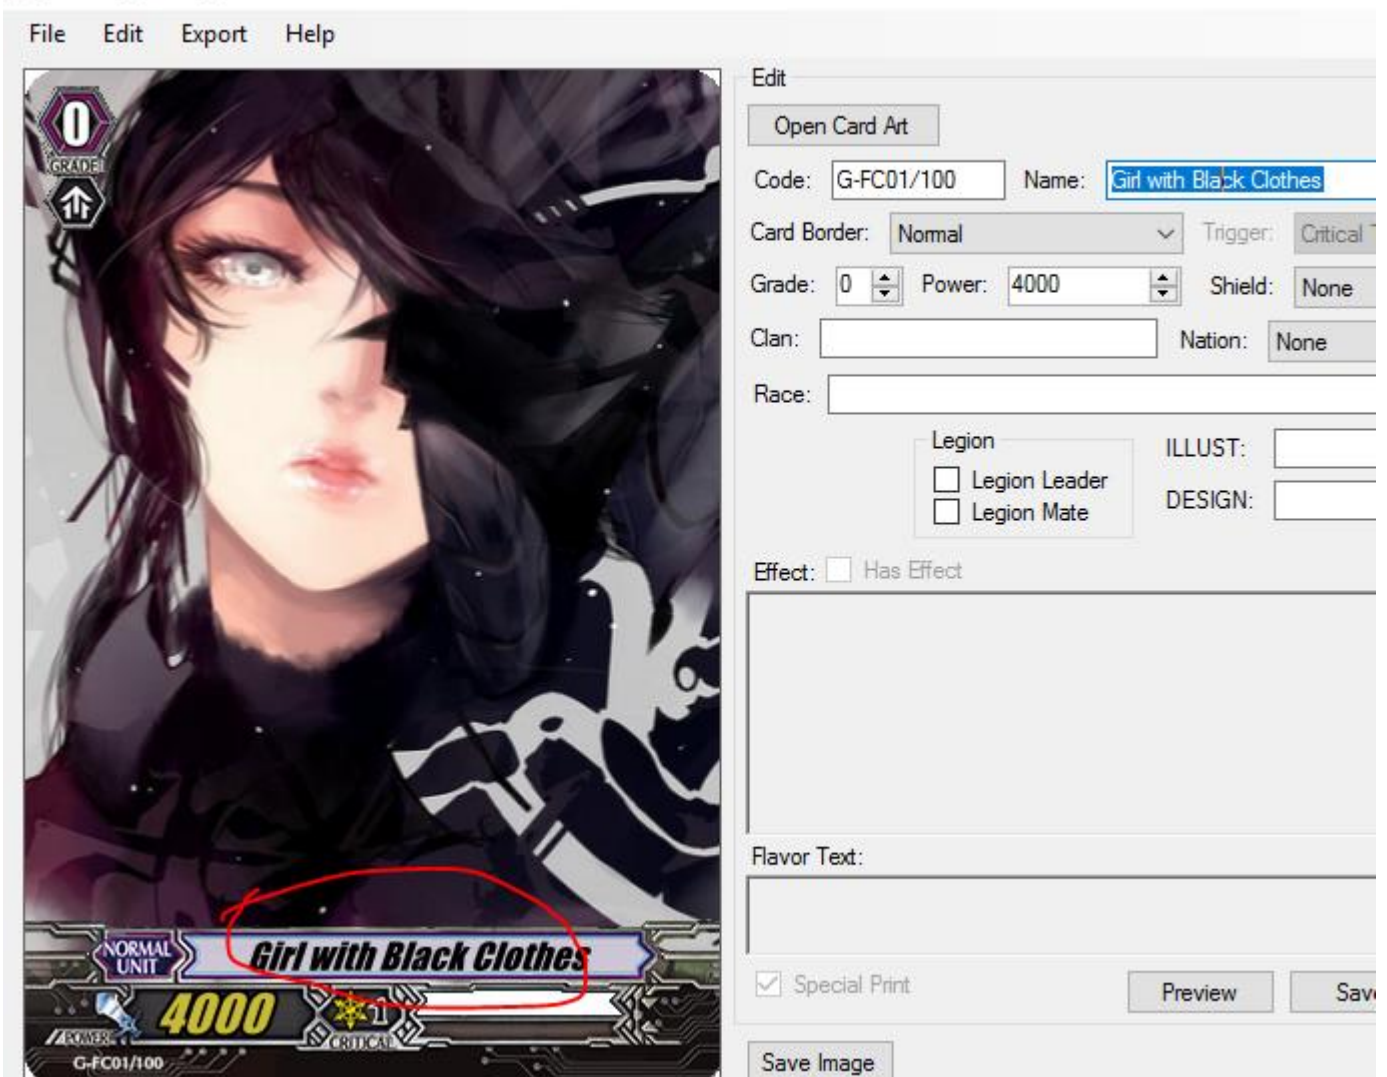 File Edit Export Help
0
GRADE
NORMAL
UNIT
Girl with Black Clothes
4000
1
POWER
CRITICAL
G-FC01/100
Edit
Open Card Art
Code: G-FC01/100 Name: Girl with Black Clothes
Card Border: Normal Trigger: Critical T
Grade: 0 Power: 4000 Shield: None
Clan: Nation: None
Race:
Legion ILLUST:
Legion Leader
Legion Mate DESIGN:
Effect: Has Effect
Flavor Text:
Special Print Preview Save
Save Image